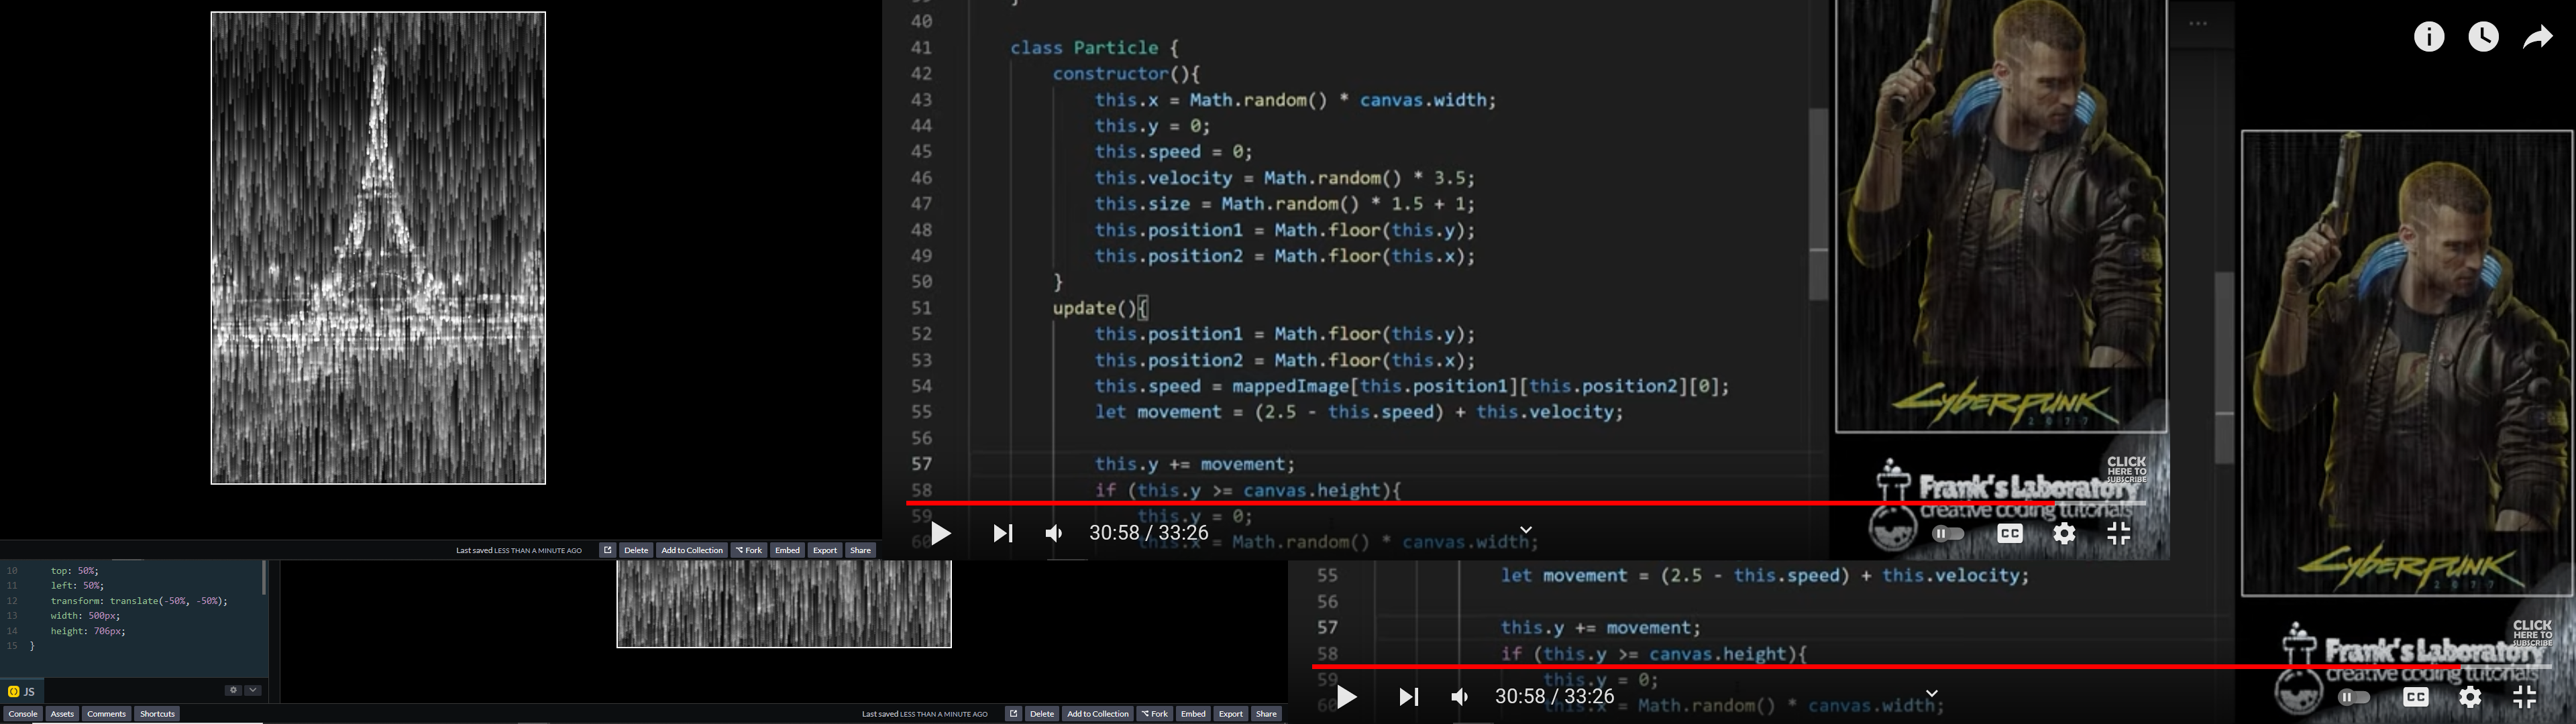 40
41 class Particle {
42 constructor(){
43 this.x = Math.random() * canvas.width;
44 this.y = 0;
45 this.speed = 0;
46 this.velocity = Math.random() * 3.5;
47 this.size = Math.random() * 1.5 + 1;
48 this.position1 = Math.floor(this.y);
49 this.position2 = Math.floor(this.x);
50 }
51 update(){
52 this.position1 = Math.floor(this.y);
53 this.position2 = Math.floor(this.x);
54 this.speed = mappedImage[this.position1][this.position2][0];
55 let movement = (2.5 - this.speed) + this.velocity;
56
57 this.y += movement;
58 if (this.y >= canvas.height){
59 this.y = 0;
this.x = Math.random() * canvas.width;
30:58 / 33:26
CC
CYBERPUNK
2077
CLICK
HERE TO
SUBSCRIBE
Frank's Laboratory
creative coding tutorials
CYBERPUNK
2077
Last saved LESS THAN A MINUTE AGO
Delete
Add to Collection
Fork
Embed
Export
Share
10 top: 50%;
11 left: 50%;
12 transform: translate(-50%, -50%);
13 width: 500px;
14 height: 706px;
15 }
JS
Console
Assets
Comments
Shortcuts
Last saved LESS THAN A MINUTE AGO
Delete
Add to Collection
Fork
Embed
Export
Share
55 let movement = (2.5 - this.speed) + this.velocity;
56
57 this.y += movement;
58 if (this.y >= canvas.height){
59 this.y = 0;
this.x = Math.random() * canvas.width;
30:58 / 33:26
CC
CLICK
HERE TO
SUBSCRIBE
Frank's Laboratory
creative coding tutorials